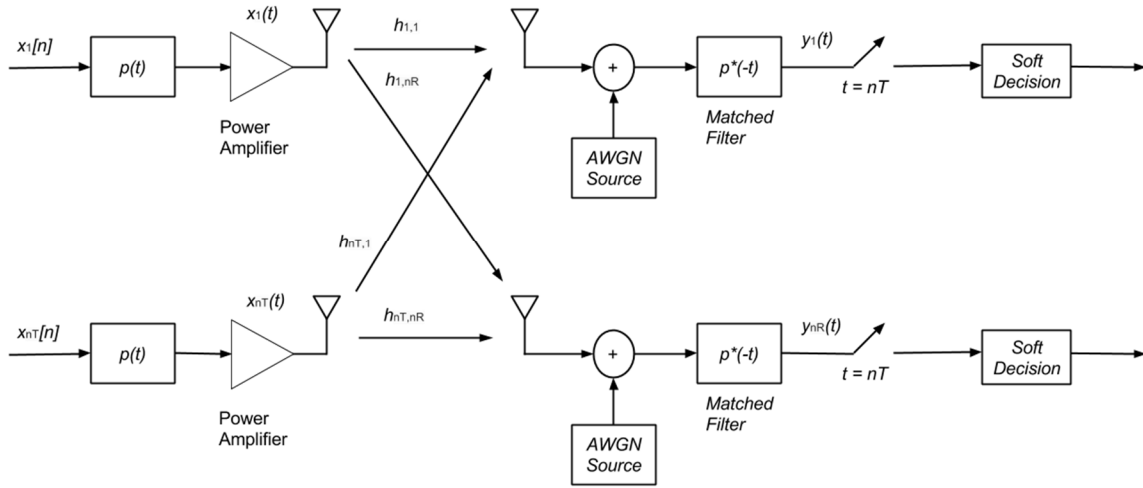 x1[n]
p(t)
x1(t)
Power
Amplifier
h1,1
h1,nR
hnT,1
+
AWGN
Source
p*(-t)
Matched
Filter
y1(t)
t = nT
Soft
Decision
xnT[n]
p(t)
xnT(t)
Power
Amplifier
hnT,nR
+
AWGN
Source
p*(-t)
Matched
Filter
ynR(t)
t = nT
Soft
Decision